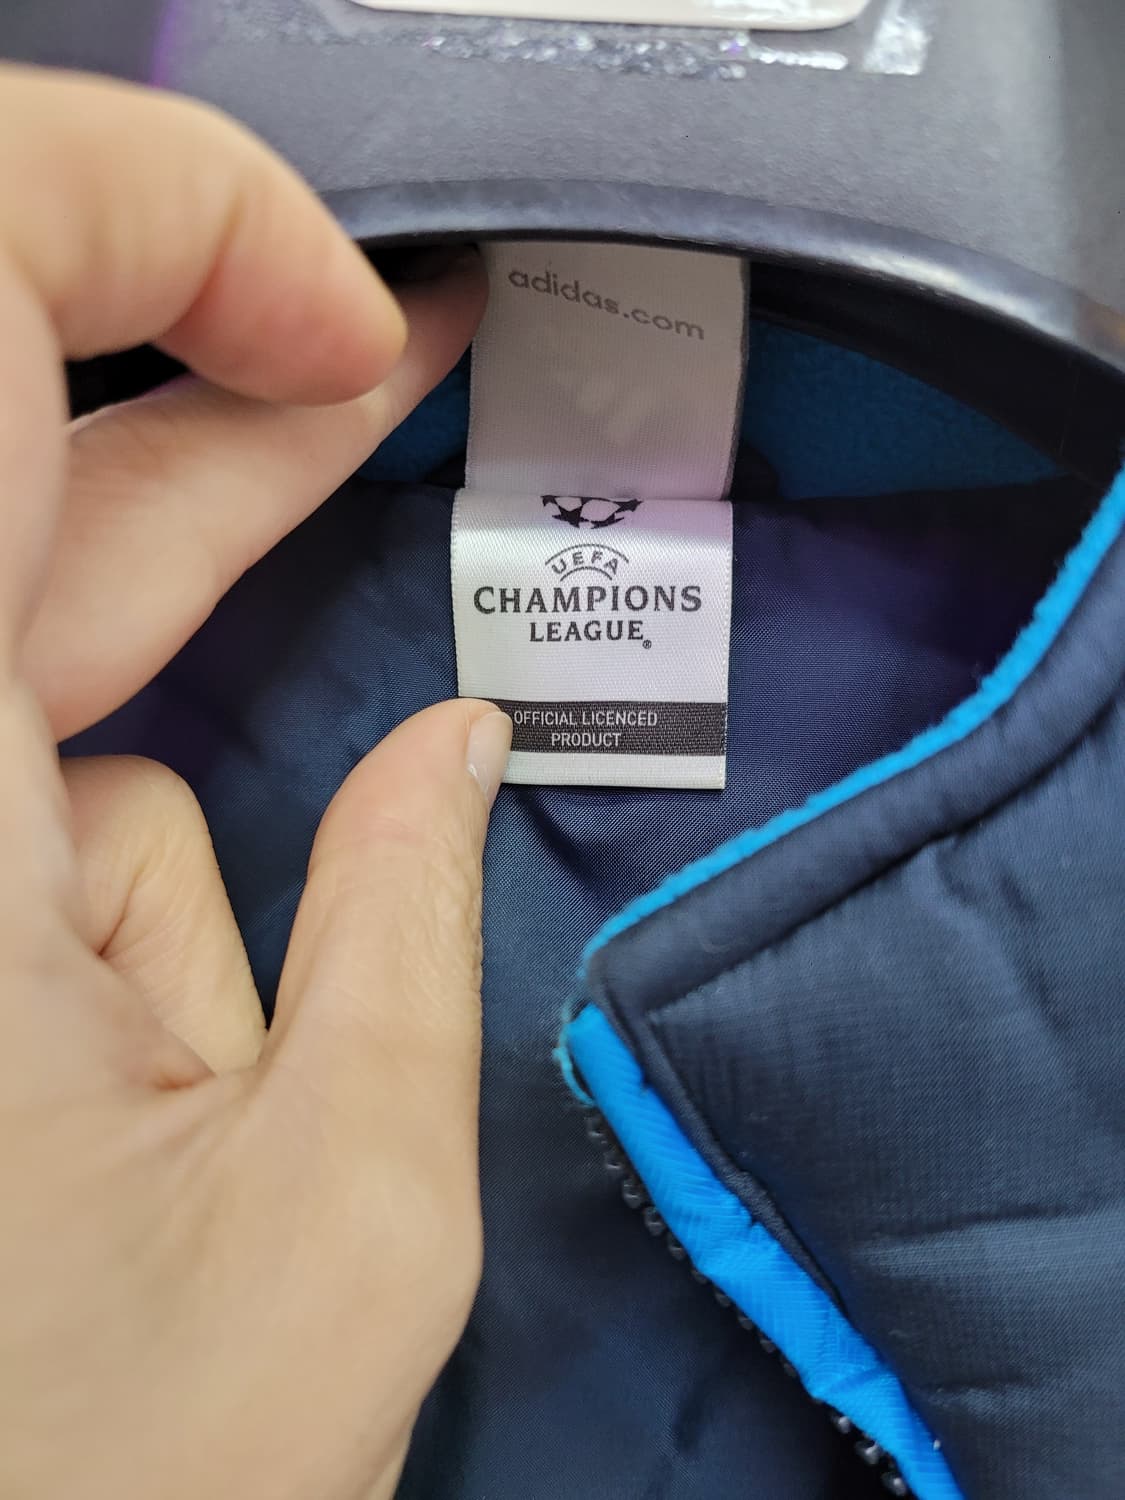 adidas.com
UEFA
CHAMPIONS
LEAGUE®
OFFICIAL LICENCED
PRODUCT